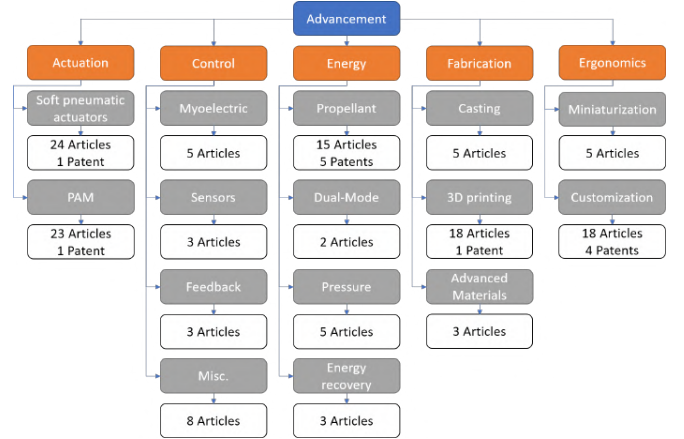 Advancement
Actuation
Control
Energy
Fabrication
Ergonomics
Soft pneumatic
actuators
Myoelectric
Propellant
Casting
Miniaturization
24 Articles
1 Patent
5 Articles
15 Articles
5 Patents
5 Articles
5 Articles
PAM
Sensors
Dual-Mode
3D printing
Customization
23 Articles
1 Patent
3 Articles
2 Articles
18 Articles
1 Patent
18 Articles
4 Patents
Feedback
Pressure
Advanced
Materials
3 Articles
5 Articles
3 Articles
Misc.
Energy
recovery
8 Articles
3 Articles